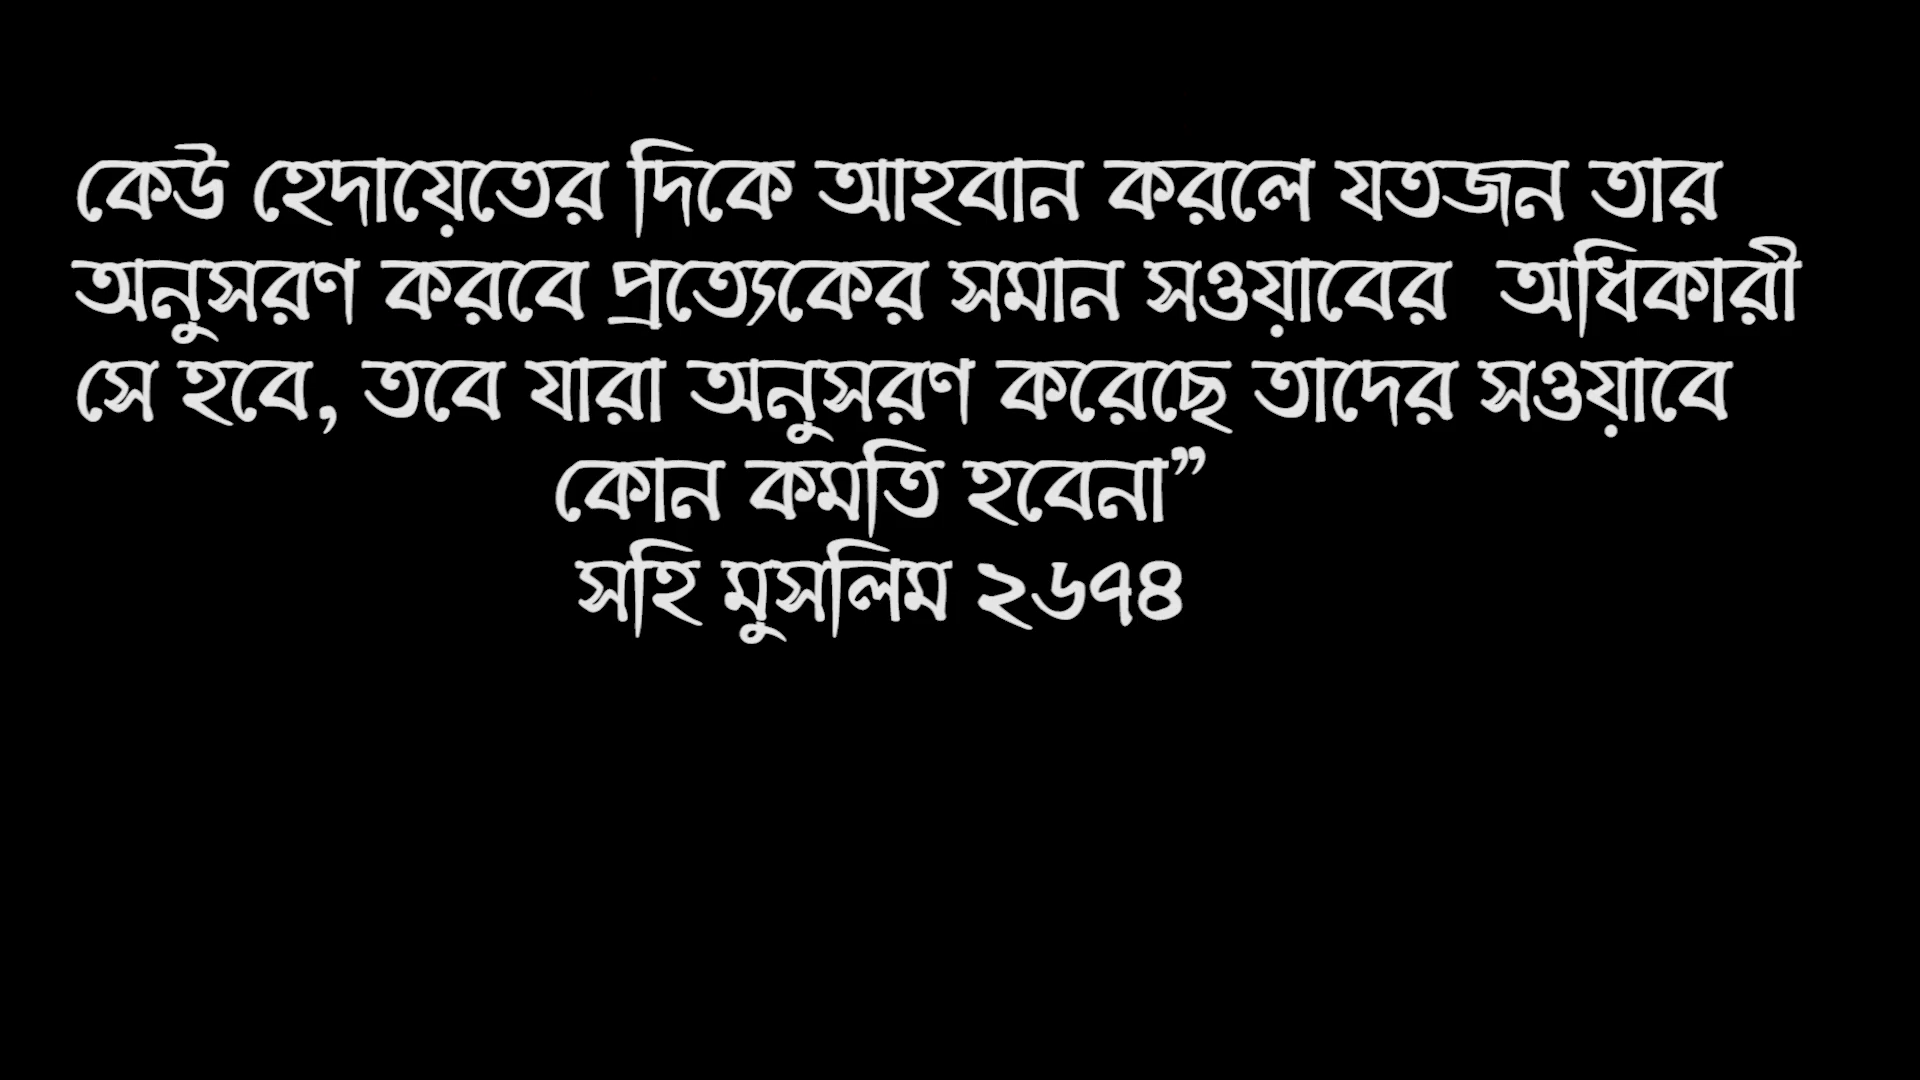 কেউ হেদায়েতের দিকে আহবান করলে যতজন তার
অনুসরণ করবে প্রত্যেকের সমান সওয়াবের  অধিকারী
সে হবে, তবে যারা অনুসরণ করেছে তাদের সওয়াবে
কোন কমতি হবেনা”
সহি মুসলিম ২৬৭৪